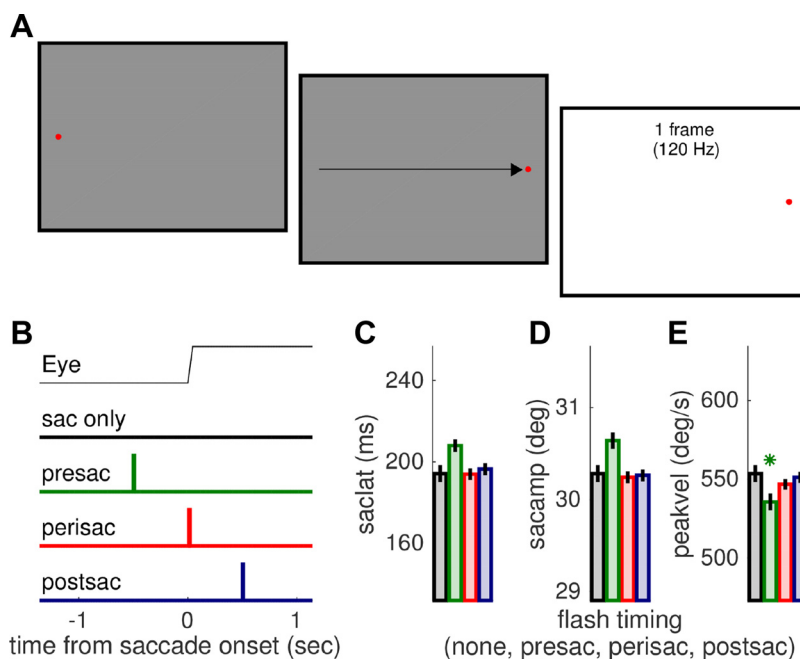 A
1 frame
(120 Hz)
B
Eye
sac only
presac
perisac
postsac
-1 0 1
time from saccade onset (sec)
C
saclat (ms)
240
200
160
D
sacamp (deg)
31
30
29
E
peakvel (deg/s)
600
550
500
*
flash timing
(none, presac, perisac, postsac)